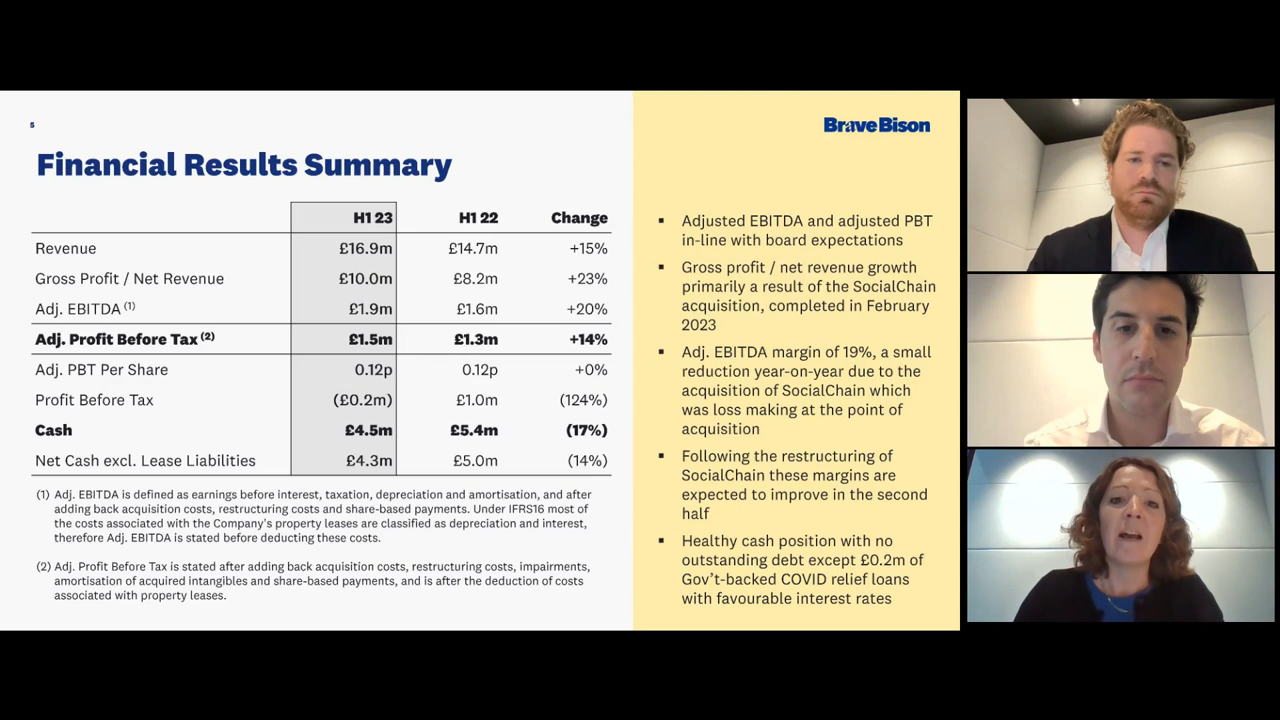 5
Brave Bison
Financial Results Summary
H1 23 H1 22 Change
Revenue £16.9m £14.7m +15%
Gross Profit / Net Revenue £10.0m £8.2m +23%
Adj. EBITDA (1) £1.9m £1.6m +20%
Adj. Profit Before Tax (2) £1.5m £1.3m +14%
Adj. PBT Per Share 0.12p 0.12p +0%
Profit Before Tax (£0.2m) £1.0m (124%)
Cash £4.5m £5.4m (17%)
Net Cash excl. Lease Liabilities £4.3m £5.0m (14%)
(1) Adj. EBITDA is defined as earnings before interest, taxation, depreciation and amortisation, and after
adding back acquisition costs, restructuring costs and share-based payments. Under IFRS16 most of
the costs associated with the Company's property leases are classified as depreciation and interest,
therefore Adj. EBITDA is stated before deducting these costs.
(2) Adj. Profit Before Tax is stated after adding back acquisition costs, restructuring costs, impairments,
amortisation of acquired intangibles and share-based payments, and is after the deduction of costs
associated with property leases.
▪ Adjusted EBITDA and adjusted PBT
in-line with board expectations
▪ Gross profit / net revenue growth
primarily a result of the SocialChain
acquisition, completed in February
2023
▪ Adj. EBITDA margin of 19%, a small
reduction year-on-year due to the
acquisition of SocialChain which
was loss making at the point of
acquisition
▪ Following the restructuring of
SocialChain these margins are
expected to improve in the second
half
▪ Healthy cash position with no
outstanding debt except £0.2m of
Gov't-backed COVID relief loans
with favourable interest rates